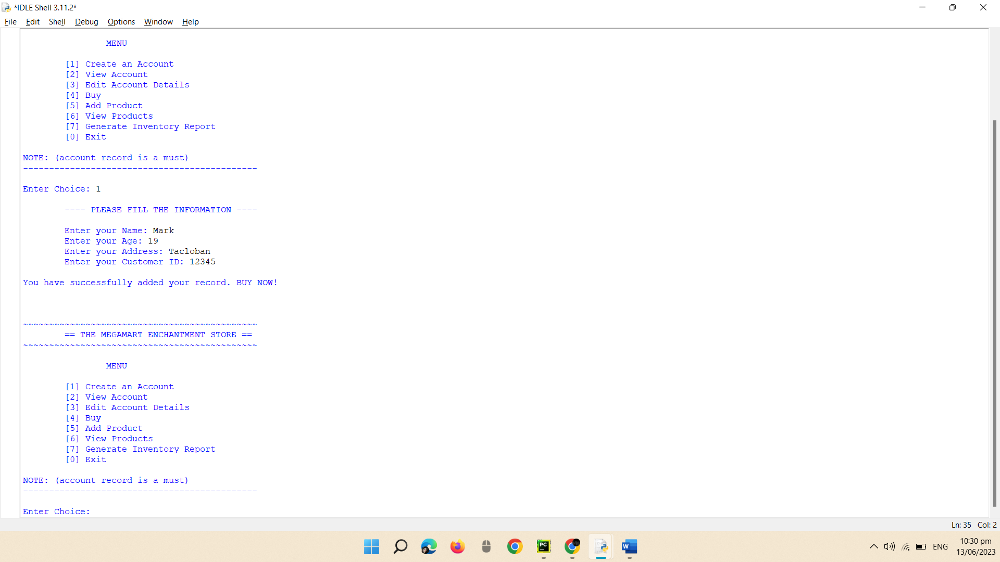 *IDLE Shell 3.11.2*
File Edit Shell Debug Options Window Help
MENU
[1] Create an Account
[2] View Account
[3] Edit Account Details
[4] Buy
[5] Add Product
[6] View Products
[7] Generate Inventory Report
[0] Exit
NOTE: (account record is a must)
---------------------------------------------
Enter Choice: 1
---- PLEASE FILL THE INFORMATION ----
Enter your Name: Mark
Enter your Age: 19
Enter your Address: Tacloban
Enter your Customer ID: 12345
You have successfully added your record. BUY NOW!
~~~~~~~~~~~~~~~~~~~~~~~~~~~~~~~~~~~~~~~~~~~~~
== THE MEGAMART ENCHANTMENT STORE ==
~~~~~~~~~~~~~~~~~~~~~~~~~~~~~~~~~~~~~~~~~~~~~
MENU
[1] Create an Account
[2] View Account
[3] Edit Account Details
[4] Buy
[5] Add Product
[6] View Products
[7] Generate Inventory Report
[0] Exit
NOTE: (account record is a must)
---------------------------------------------
Enter Choice:
Ln: 35 Col: 2
PC
W
ENG
10:30 pm
13/06/2023